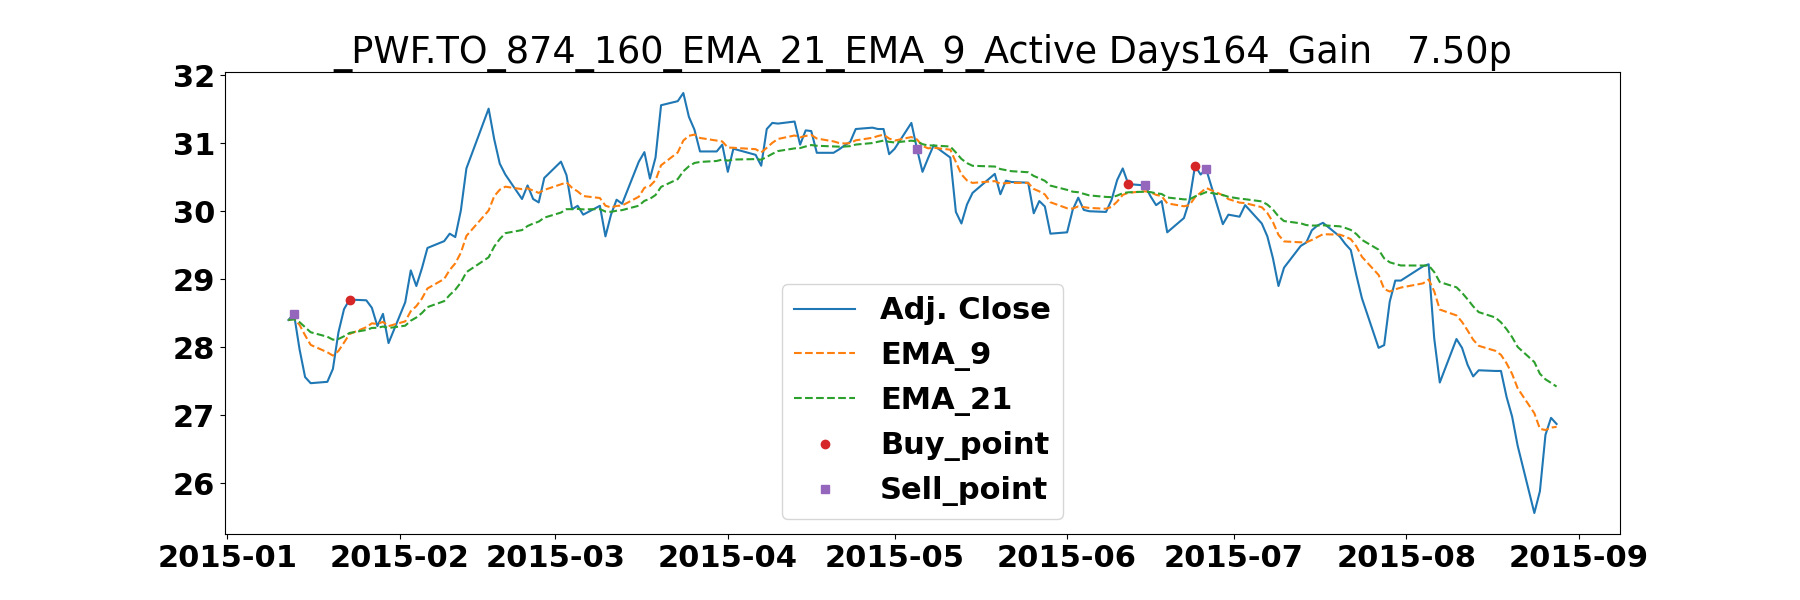 _PWF.TO_874_160_EMA_21_EMA_9_Active Days164_Gain   7.50p
32
31
30
29
28
27
26
Adj. Close
EMA_9
EMA_21
Buy_point
Sell_point
2015-01 2015-02 2015-03 2015-04 2015-05 2015-06 2015-07 2015-08 2015-09